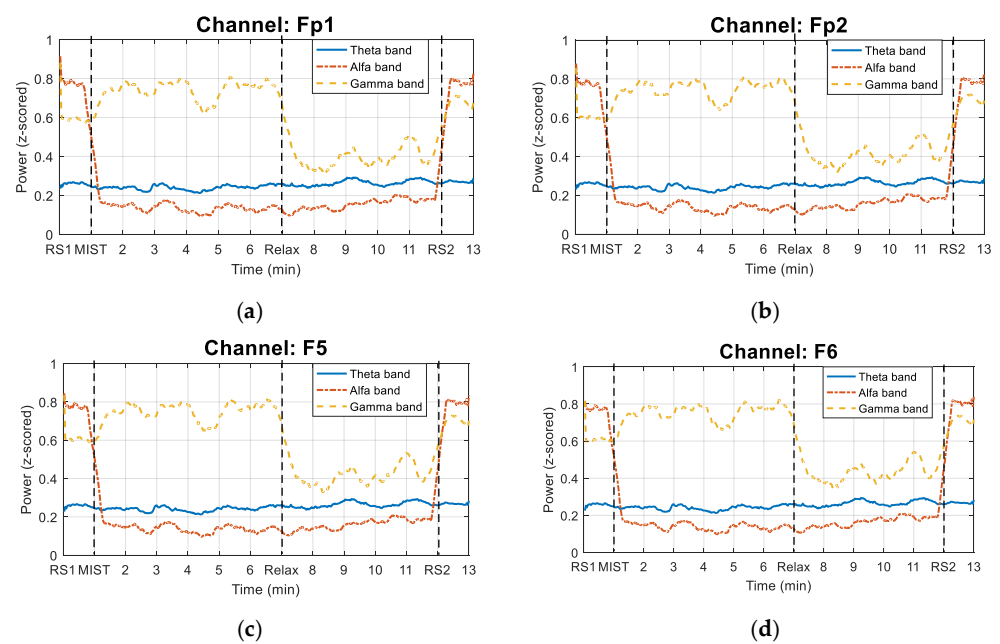 Channel: Fp1
1
0.8
0.6
0.4
0.2
0
Power (z-scored)
Theta band
Alfa band
Gamma band
RS1 MIST 2 3 4 5 6 Relax 8 9 10 11 RS2 13
Time (min)
(a)
Channel: Fp2
1
0.8
0.6
0.4
0.2
0
Power (z-scored)
Theta band
Alfa band
Gamma band
RS1 MIST 2 3 4 5 6 Relax 8 9 10 11 RS2 13
Time (min)
(b)
Channel: F5
1
0.8
0.6
0.4
0.2
0
Power (z-scored)
Theta band
Alfa band
Gamma band
RS1 MIST 2 3 4 5 6 Relax 8 9 10 11 RS2 13
Time (min)
(c)
Channel: F6
1
0.8
0.6
0.4
0.2
0
Power (z-scored)
Theta band
Alfa band
Gamma band
RS1 MIST 2 3 4 5 6 Relax 8 9 10 11 RS2 13
Time (min)
(d)